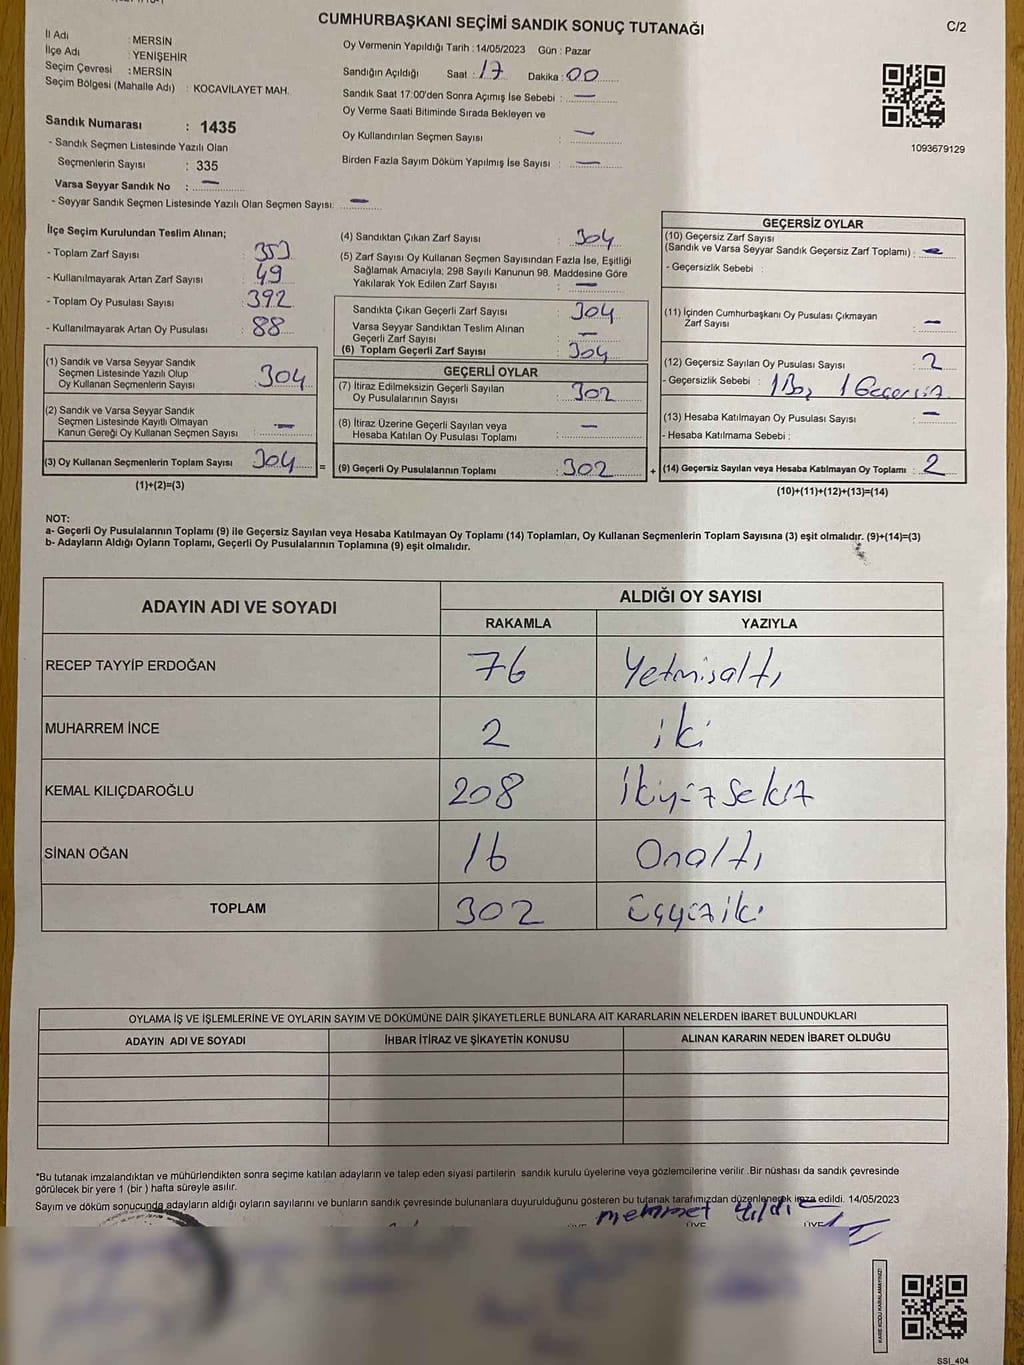 CUMHURBAŞKANI SEÇİMİ SANDIK SONUÇ TUTANAĞI
C/2
İl Adı : MERSİN
İlçe Adı : YENİŞEHİR
Seçim Çevresi : MERSİN
Seçim Bölgesi (Mahalle Adı) : KOCAVİLAYET MAH.
Sandık Numarası : 1435
- Sandık Seçmen Listesinde Yazılı Olan
Seçmenlerin Sayısı : 335
Varsa Seyyar Sandık No : —
- Seyyar Sandık Seçmen Listesinde Yazılı Olan Seçmen Sayısı: —
Oy Vermenin Yapıldığı Tarih : 14/05/2023 Gün : Pazar
Sandığın Açıldığı Saat : 17 Dakika : 00
Sandık Saat 17:00'den Sonra Açımış İse Sebebi : —
Oy Verme Saati Bitiminde Sırada Bekleyen ve
Oy Kullandırılan Seçmen Sayısı : —
Birden Fazla Sayım Döküm Yapılmış İse Sayısı : —
1093679129
İlçe Seçim Kurulundan Teslim Alınan;
- Toplam Zarf Sayısı : 353
- Kullanılmayarak Artan Zarf Sayısı : 49
- Toplam Oy Pusulası Sayısı : 392
- Kullanılmayarak Artan Oy Pusulası : 88
(1) Sandık ve Varsa Seyyar Sandık
Seçmen Listesinde Yazılı Olup
Oy Kullanan Seçmenlerin Sayısı : 304
(2) Sandık ve Varsa Seyyar Sandık
Seçmen Listesinde Kayıtlı Olmayan
Kanun Gereği Oy Kullanan Seçmen Sayısı : —
(3) Oy Kullanan Seçmenlerin Toplam Sayısı : 304 =
(1)+(2)=(3)
(4) Sandıktan Çıkan Zarf Sayısı : 304
(5) Zarf Sayısı Oy Kullanan Seçmen Sayısından Fazla İse, Eşitliği
Sağlamak Amacıyla; 298 Sayılı Kanunun 98. Maddesine Göre
Yakılarak Yok Edilen Zarf Sayısı : —
Sandıkta Çıkan Geçerli Zarf Sayısı : 304
Varsa Seyyar Sandıktan Teslim Alınan
Geçerli Zarf Sayısı : —
(6) Toplam Geçerli Zarf Sayısı : 304
GEÇERLİ OYLAR
(7) İtiraz Edilmeksizin Geçerli Sayılan
Oy Pusulalarının Sayısı : 302
(8) İtiraz Üzerine Geçerli Sayılan veya
Hesaba Katılan Oy Pusulası Toplamı : —
(9) Geçerli Oy Pusulalarının Toplamı : 302 +
GEÇERSİZ OYLAR
(10) Geçersiz Zarf Sayısı
(Sandık ve Varsa Seyyar Sandık Geçersiz Zarf Toplamı) : —
- Geçersizlik Sebebi :
(11) İçinden Cumhurbaşkanı Oy Pusulası Çıkmayan
Zarf Sayısı : —
(12) Geçersiz Sayılan Oy Pusulası Sayısı : 2
- Geçersizlik Sebebi : 1 Boş 1 Geçersiz
(13) Hesaba Katılmayan Oy Pusulası Sayısı : —
- Hesaba Katılmama Sebebi :
(14) Geçersiz Sayılan veya Hesaba Katılmayan Oy Toplamı : 2
(10)+(11)+(12)+(13)=(14)
NOT:
a- Geçerli Oy Pusulalarının Toplamı (9) ile Geçersiz Sayılan veya Hesaba Katılmayan Oy Toplamı (14) Toplamları, Oy Kullanan Seçmenlerin Toplam Sayısına (3) eşit olmalıdır. (9)+(14)=(3)
b- Adayların Aldığı Oyların Toplamı, Geçerli Oy Pusulalarının Toplamına (9) eşit olmalıdır.
ADAYIN ADI VE SOYADI ALDIĞI OY SAYISI
RAKAMLA YAZIYLA
RECEP TAYYİP ERDOĞAN 76 Yetmişaltı
MUHARREM İNCE 2 iki
KEMAL KILIÇDAROĞLU 208 İkiyüzSekiz
SİNAN OĞAN 16 Onaltı
TOPLAM 302 Üçyüziki
OYLAMA İŞ VE İŞLEMLERİNE VE OYLARIN SAYIM VE DÖKÜMÜNE DAİR ŞİKAYETLERLE BUNLARA AİT KARARLARIN NELERDEN İBARET BULUNDUKLARI
ADAYIN ADI VE SOYADI İHBAR İTİRAZ VE ŞİKAYETİN KONUSU ALINAN KARARIN NEDEN İBARET OLDUĞU
*Bu tutanak imzalandıktan ve mühürlendikten sonra seçime katılan adayların ve talep eden siyasi partilerin sandık kurulu üyelerine veya gözlemcilerine verilir .Bir nüshası da sandık çevresinde
görülecek bir yere 1 (bir ) hafta süreyle asılır.
Sayım ve döküm sonucunda adayların aldığı oyların sayılarını ve bunların sandık çevresinde bulunanlara duyurulduğunu gösteren bu tutanak tarafımızdan düzenlenerek imza edildi. 14/05/2023
ÜYE ÜYE ÜYE
mehmet Yıldız
KARE KODU KARALAMAYINIZ!
SSI_404